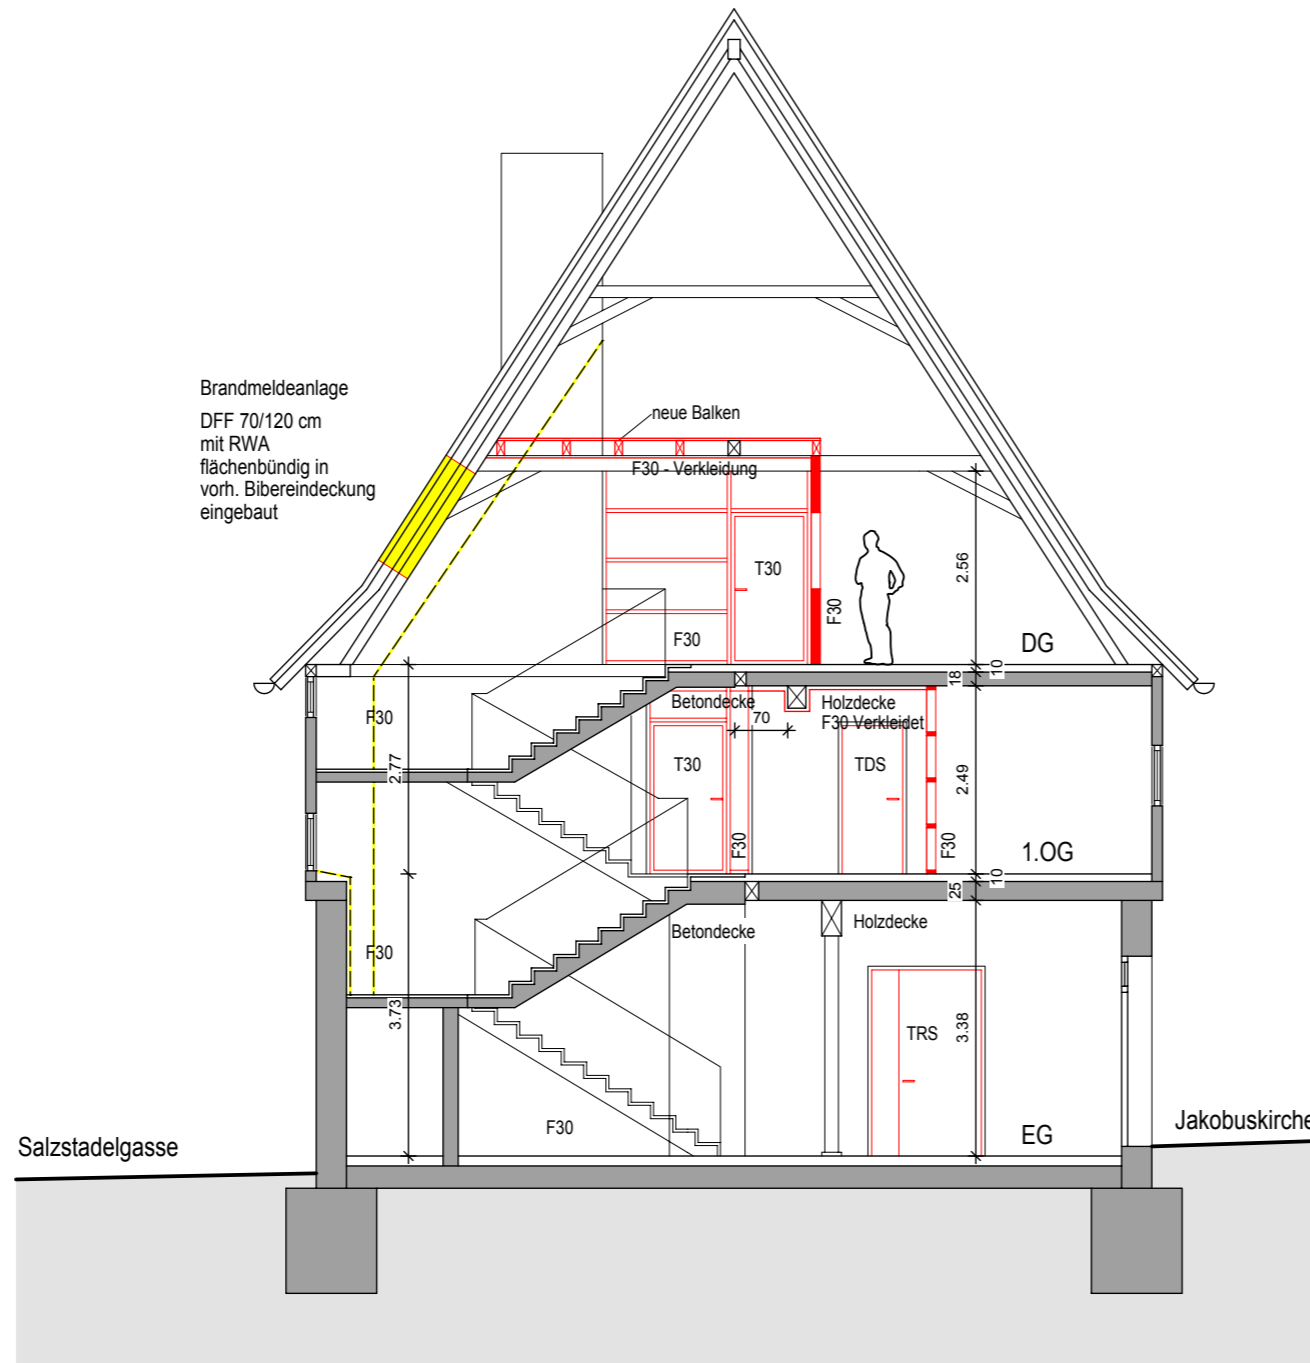 Brandmeldeanlage
DFF 70/120 cm
mit RWA
flächenbündig in
vorh. Bibereindeckung
eingebaut
neue Balken
F30 - Verkleidung
T30
F30
F30
2.56
DG
10
18
F30
Betondecke
70
Holzdecke
F30 Verkleidet
2.77
T30
TDS
2.49
F30
F30
1.OG
10
25
F30
Betondecke
Holzdecke
3.73
TRS
3.38
F30
EG
Salzstadelgasse
Jakobuskirche